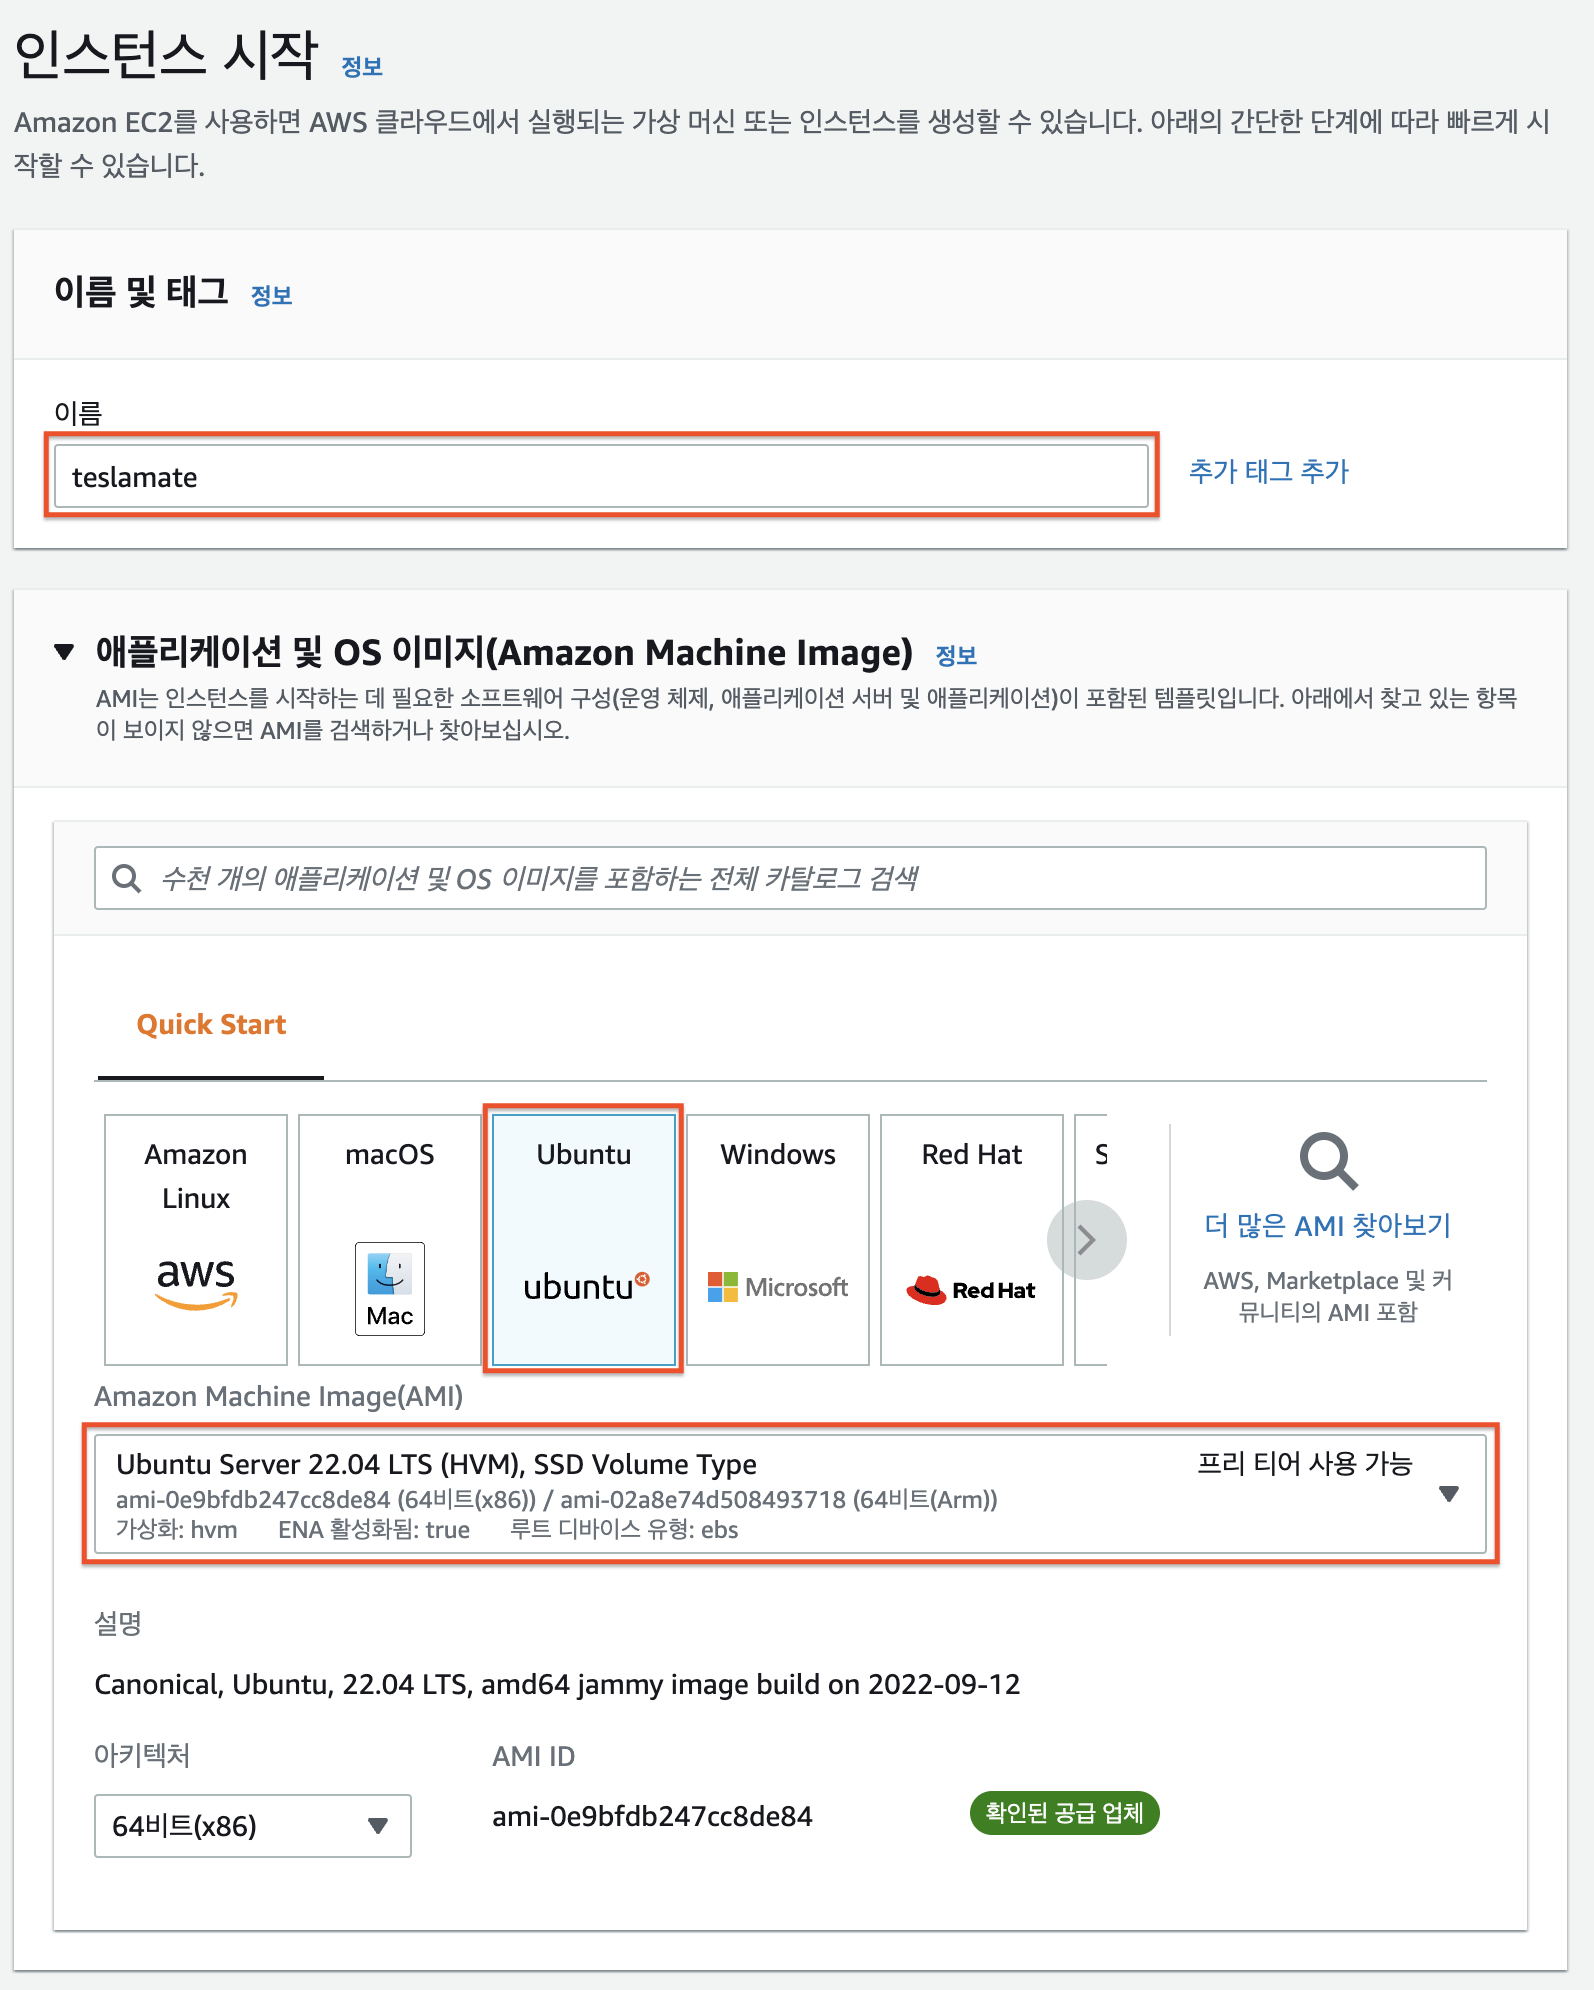 인스턴스 시작 정보
Amazon EC2를 사용하면 AWS 클라우드에서 실행되는 가상 머신 또는 인스턴스를 생성할 수 있습니다. 아래의 간단한 단계에 따라 빠르게 시
작할 수 있습니다.
이름 및 태그 정보
이름
teslamate
추가 태그 추가
애플리케이션 및 OS 이미지(Amazon Machine Image) 정보
AMI는 인스턴스를 시작하는 데 필요한 소프트웨어 구성(운영 체제, 애플리케이션 서버 및 애플리케이션)이 포함된 템플릿입니다. 아래에서 찾고 있는 항목
이 보이지 않으면 AMI를 검색하거나 찾아보십시오.
수천 개의 애플리케이션 및 OS 이미지를 포함하는 전체 카탈로그 검색
Quick Start
Amazon
Linux
aws
macOS
Mac
Ubuntu
ubuntu
Windows
Microsoft
Red Hat
Red Hat
S
더 많은 AMI 찾아보기
AWS, Marketplace 및 커
뮤니티의 AMI 포함
Amazon Machine Image(AMI)
Ubuntu Server 22.04 LTS (HVM), SSD Volume Type
프리 티어 사용 가능
ami-0e9bfdb247cc8de84 (64비트(x86)) / ami-02a8e74d508493718 (64비트(Arm))
가상화: hvm ENA 활성화됨: true 루트 디바이스 유형: ebs
설명
Canonical, Ubuntu, 22.04 LTS, amd64 jammy image build on 2022-09-12
아키텍처
64비트(x86)
AMI ID
ami-0e9bfdb247cc8de84
확인된 공급 업체